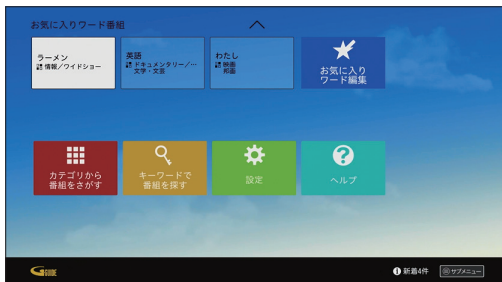 お気に入りワード番組
ラーメン
情報/ワイドショー
英語
ドキュメンタリー/…
文学・文芸
わたし
映画
邦画
お気に入り
ワード編集
カテゴリから
番組をさがす
キーワードで
番組を探す
設定
ヘルプ
G GUIDE
新着4件
サブメニュー